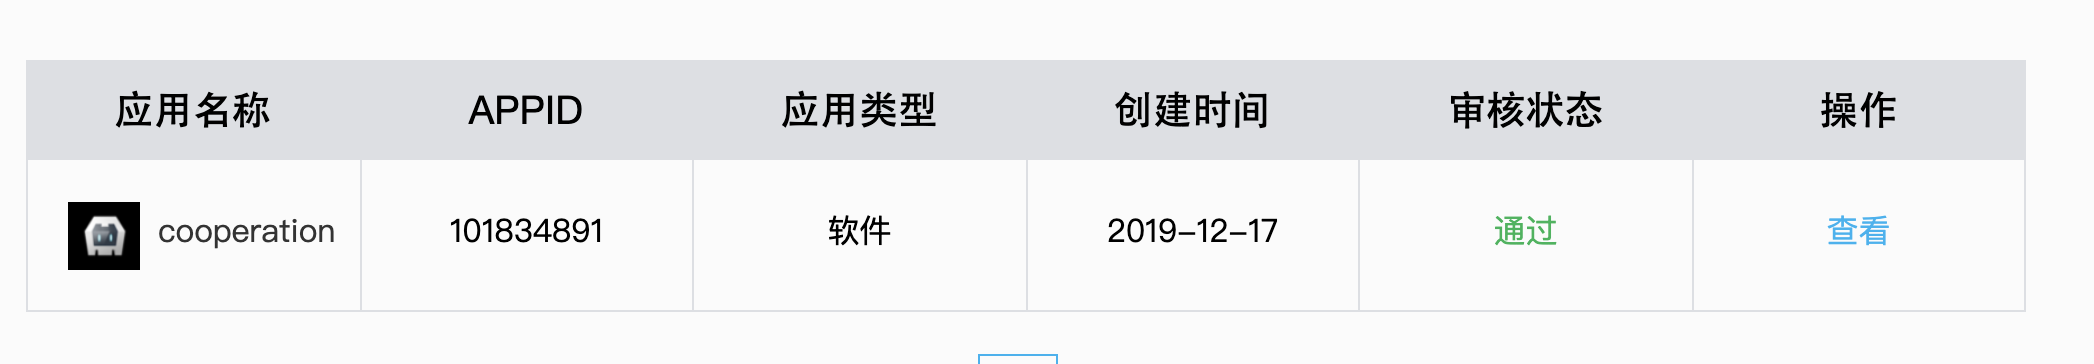 应用名称 APPID 应用类型 创建时间 审核状态 操作
cooperation 101834891 软件 2019-12-17 通过 查看